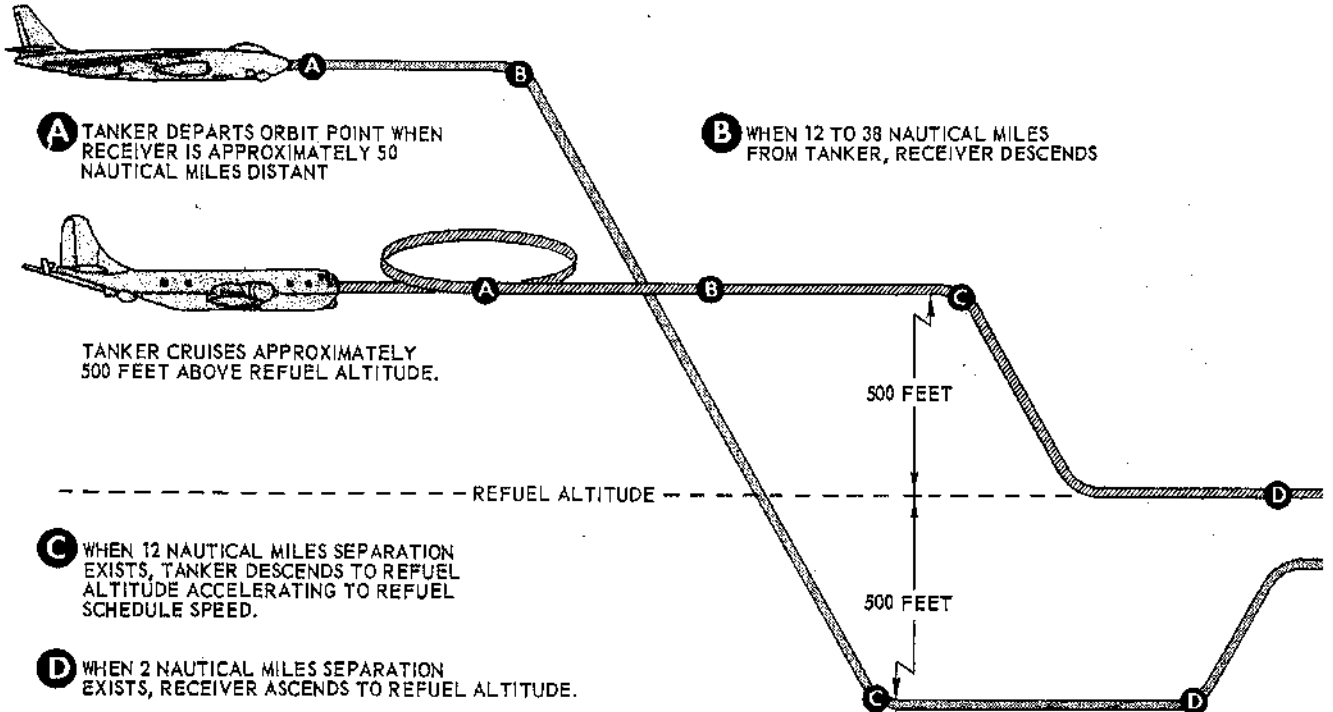 A B
A TANKER DEPARTS ORBIT POINT WHEN
RECEIVER IS APPROXIMATELY 50
NAUTICAL MILES DISTANT
B WHEN 12 TO 38 NAUTICAL MILES
FROM TANKER, RECEIVER DESCENDS
A B C
TANKER CRUISES APPROXIMATELY
500 FEET ABOVE REFUEL ALTITUDE.
500 FEET
REFUEL ALTITUDE
D
C WHEN 12 NAUTICAL MILES SEPARATION
EXISTS, TANKER DESCENDS TO REFUEL
ALTITUDE ACCELERATING TO REFUEL
SCHEDULE SPEED.
500 FEET
D WHEN 2 NAUTICAL MILES SEPARATION
EXISTS, RECEIVER ASCENDS TO REFUEL ALTITUDE.
C D